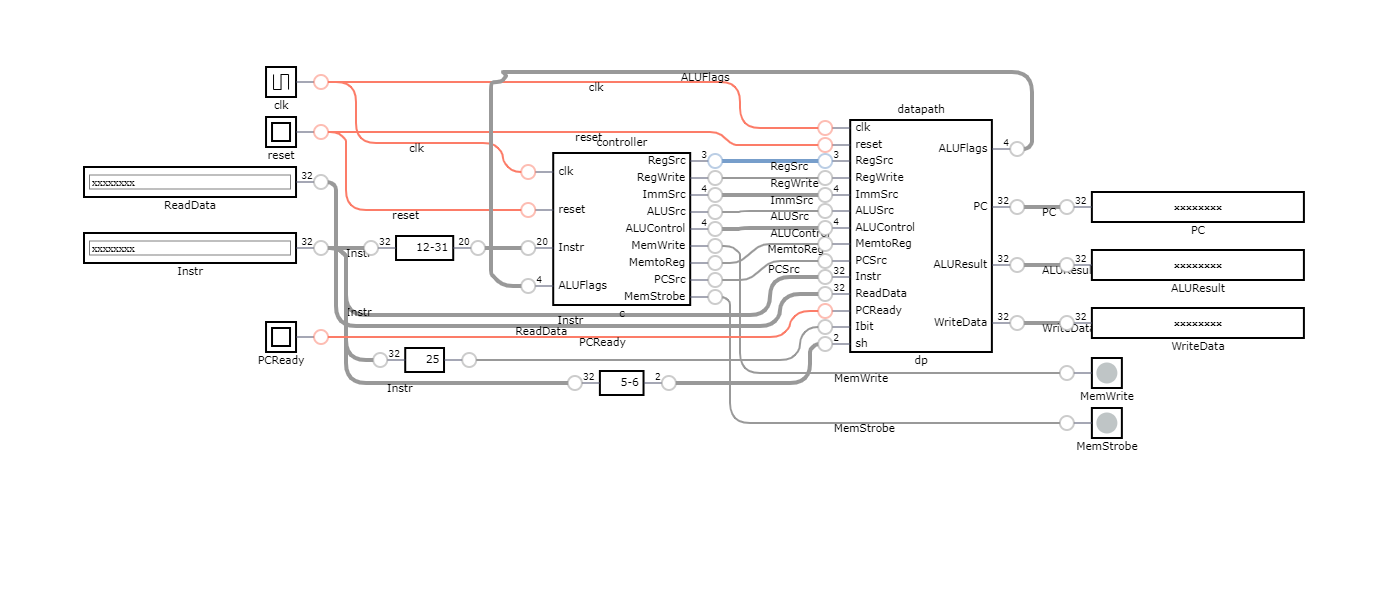 ALUFlags
clk
clk
datapath
clk
reset
controller
reset
clk
reset
ALUFlags
4
RegSrc
3
RegSrc
3
RegSrc
clk
RegWrite
RegWrite
RegWrite
32
xxxxxxxx
ReadData
ImmSrc
4
ImmSrc
4
ImmSrc
reset
ALUSrc
ALUSrc
ALUSrc
PC
32
PC
32
xxxxxxxx
PC
reset
ALUControl
4
ALUControl
4
ALUControl
xxxxxxxx
32
Instr
Instr
32
12-31
20
20
Instr
MemWrite
MemtoReg
MemtoReg
MemtoReg
PCSrc
PCSrc
PCSrc
ALUResult
32
ALUResult
32
xxxxxxxx
ALUResult
4
ALUFlags
32
Instr
MemStrobe
32
ReadData
Instr
Instr
c
PCReady
ReadData
PCReady
PCReady
Ibit
WriteData
32
WriteData
32
xxxxxxxx
WriteData
32
25
2
sh
dp
Instr
32
5-6
2
MemWrite
MemWrite
MemStrobe
MemStrobe